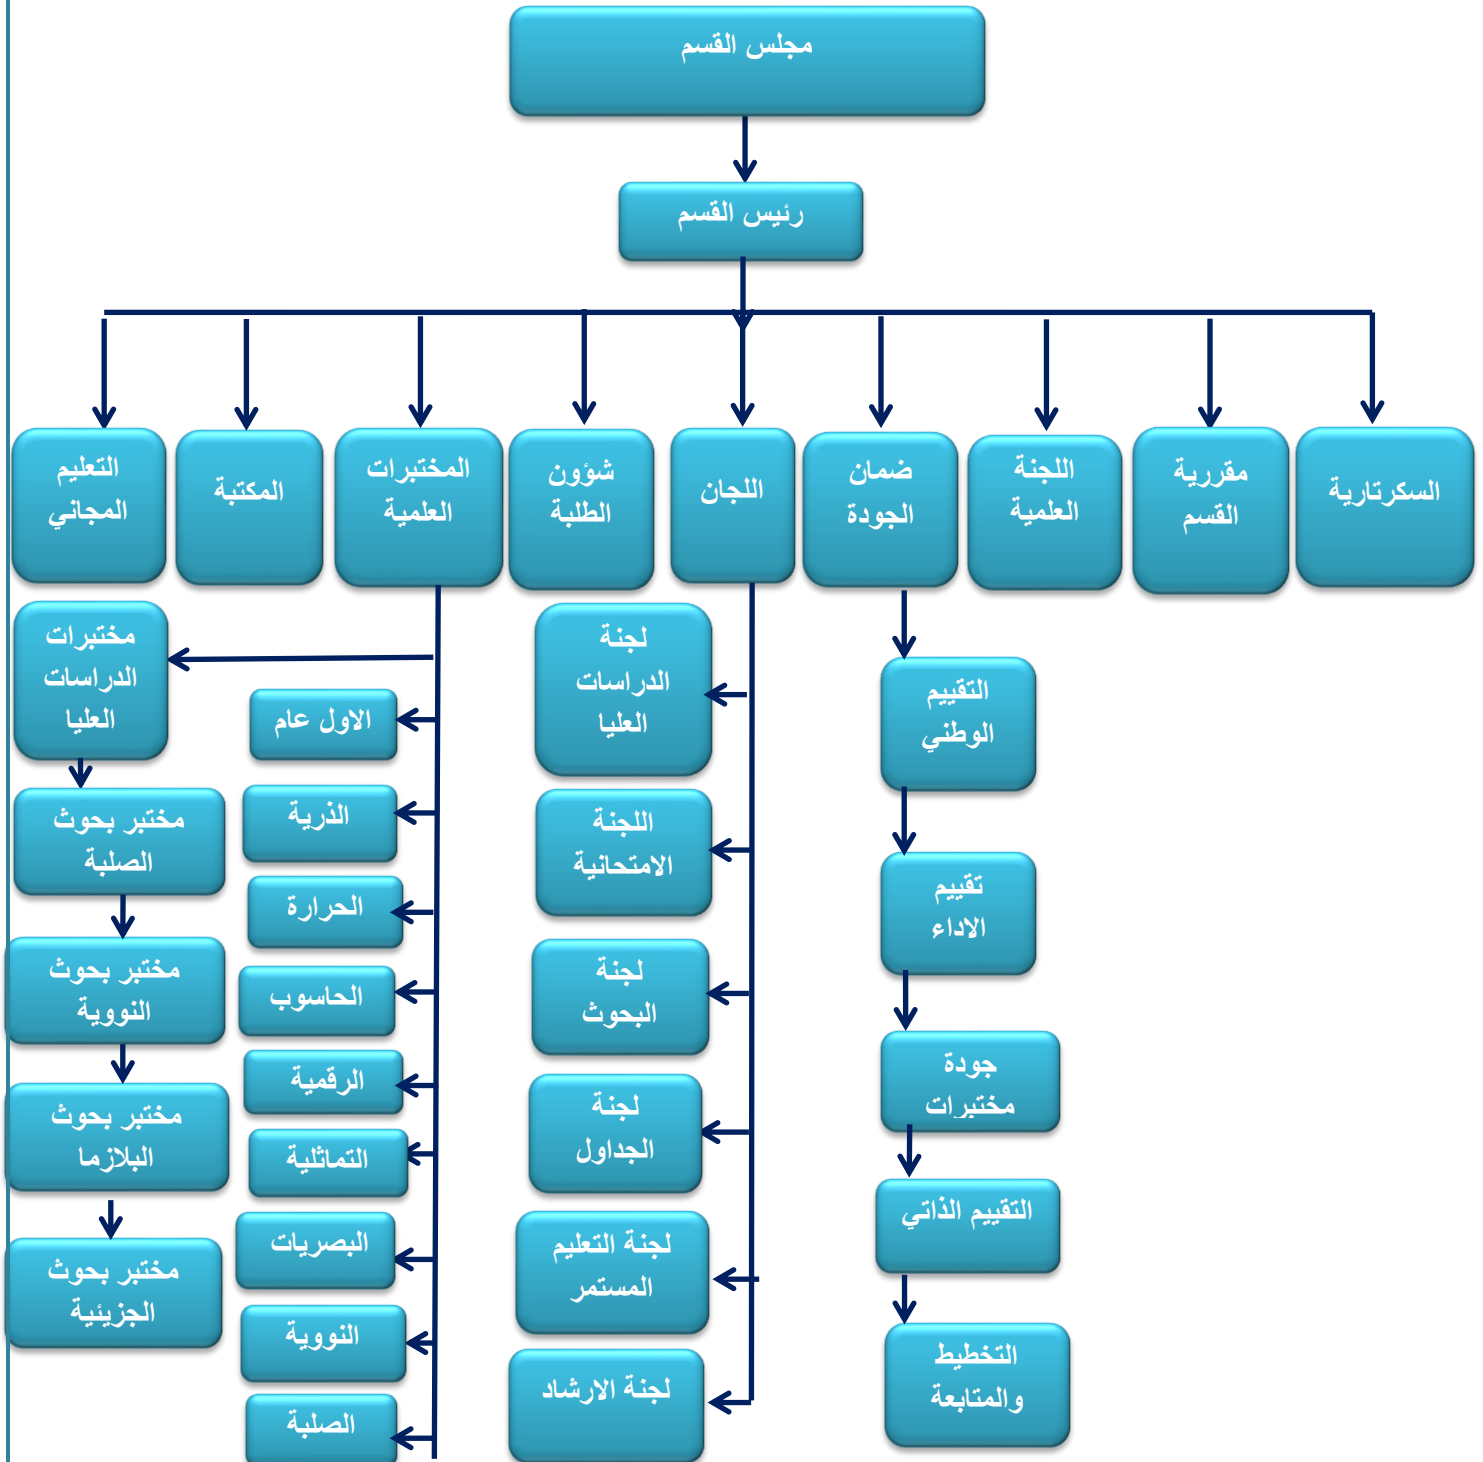 مجلس القسم
رئيس القسم
السكرتارية
مقررية
القسم
اللجنة
العلمية
ضمان
الجودة
اللجان
شؤون
الطلبة
المختبرات
العلمية
المكتبة
التعليم
المجاني
التقييم
الوطني
تقييم
الاداء
جودة
مختبرات
التقييم الذاتي
التخطيط
والمتابعة
لجنة
الدراسات
العليا
اللجنة
الامتحانية
لجنة
البحوث
لجنة
الجداول
لجنة التعليم
المستمر
لجنة الارشاد
الاول عام
الذرية
الحرارة
الحاسوب
الرقمية
التماثلية
البصريات
النووية
الصلبة
مختبرات
الدراسات
العليا
مختبر بحوث
الصلبة
مختبر بحوث
النووية
مختبر بحوث
البلازما
مختبر بحوث
الجزيئية